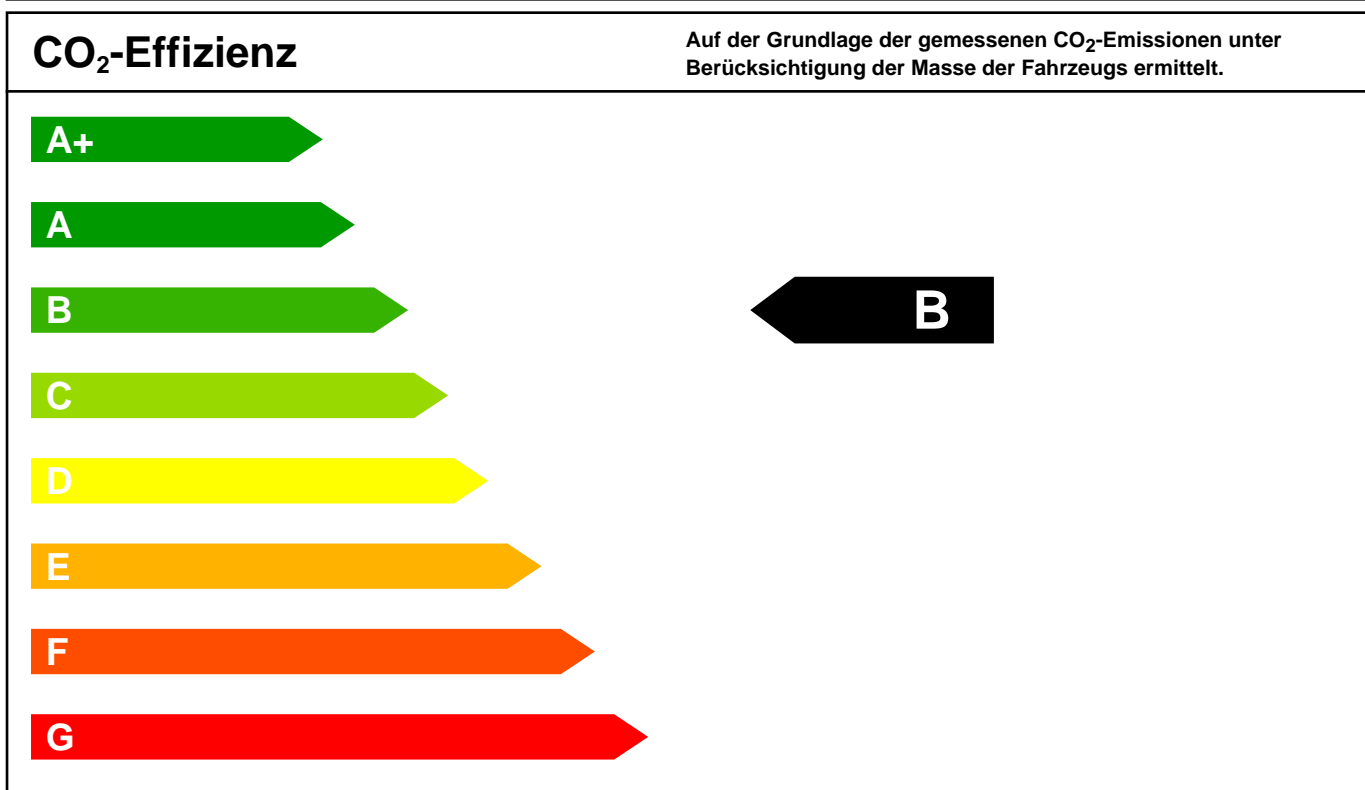 CO₂-Effizienz
Auf der Grundlage der gemessenen CO₂-Emissionen unter
Berücksichtigung der Masse der Fahrzeugs ermittelt.
A+
A
B
B
C
D
E
F
G